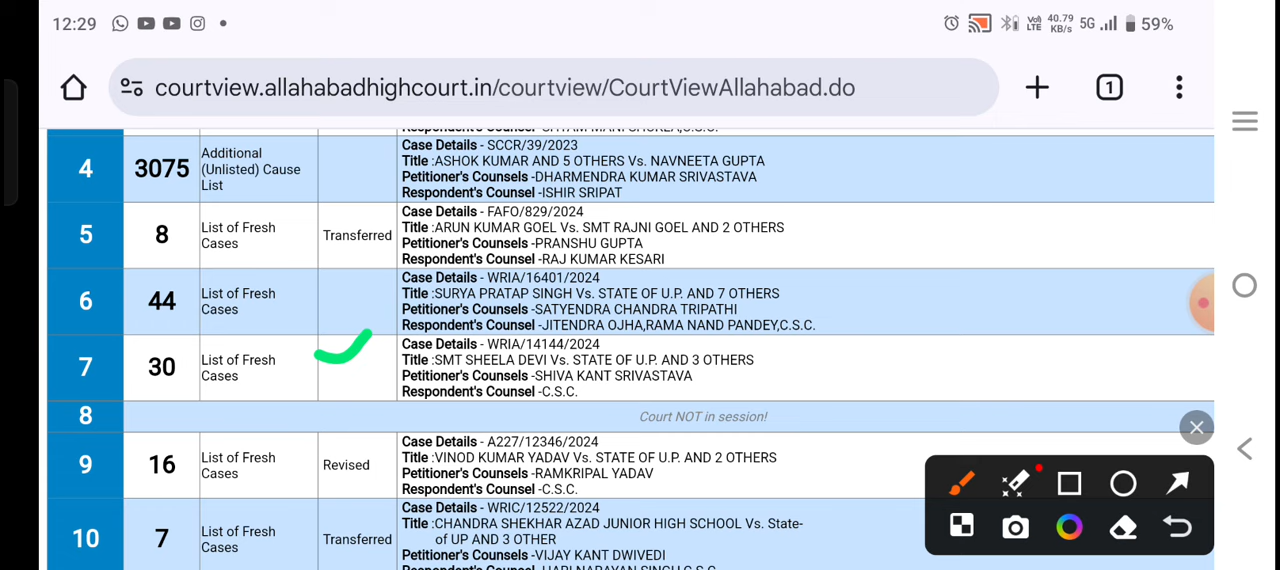 12:29
Vo) LTE 40.79 KB/s 5G 59%
courtview.allahabadhighcourt.in/courtview/CourtViewAllahabad.do
1
4 3075 Additional (Unlisted) Cause List
Case Details - SCCR/39/2023
Title :ASHOK KUMAR AND 5 OTHERS Vs. NAVNEETA GUPTA
Petitioner's Counsels -DHARMENDRA KUMAR SRIVASTAVA
Respondent's Counsel -ISHIR SRIPAT
5 8 List of Fresh Cases Transferred
Case Details - FAFO/829/2024
Title :ARUN KUMAR GOEL Vs. SMT RAJNI GOEL AND 2 OTHERS
Petitioner's Counsels -PRANSHU GUPTA
Respondent's Counsel -RAJ KUMAR KESARI
6 44 List of Fresh Cases
Case Details - WRIA/16401/2024
Title :SURYA PRATAP SINGH Vs. STATE OF U.P. AND 7 OTHERS
Petitioner's Counsels -SATYENDRA CHANDRA TRIPATHI
Respondent's Counsel -JITENDRA OJHA,RAMA NAND PANDEY,C.S.C.
7 30 List of Fresh Cases
Case Details - WRIA/14144/2024
Title :SMT SHEELA DEVI Vs. STATE OF U.P. AND 3 OTHERS
Petitioner's Counsels -SHIVA KANT SRIVASTAVA
Respondent's Counsel -C.S.C.
8 Court NOT in session!
9 16 List of Fresh Cases Revised
Case Details - A227/12346/2024
Title :VINOD KUMAR YADAV Vs. STATE OF U.P. AND 2 OTHERS
Petitioner's Counsels -RAMKRIPAL YADAV
Respondent's Counsel -C.S.C.
10 7 List of Fresh Cases Transferred
Case Details - WRIC/12522/2024
Title :CHANDRA SHEKHAR AZAD JUNIOR HIGH SCHOOL Vs. State-
of UP AND 3 OTHER
Petitioner's Counsels -VIJAY KANT DWIVEDI